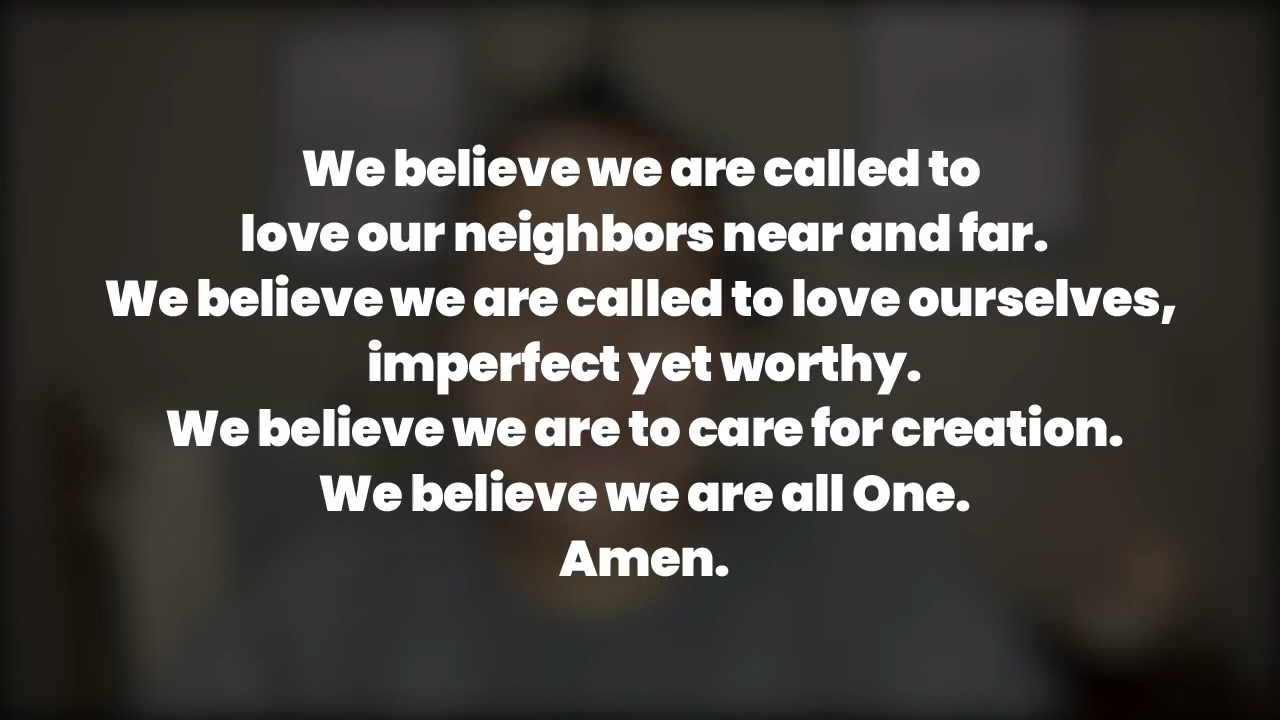 We believe we are called to
love our neighbors near and far.
We believe we are called to love ourselves,
imperfect yet worthy.
We believe we are to care for creation.
We believe we are all One.
Amen.